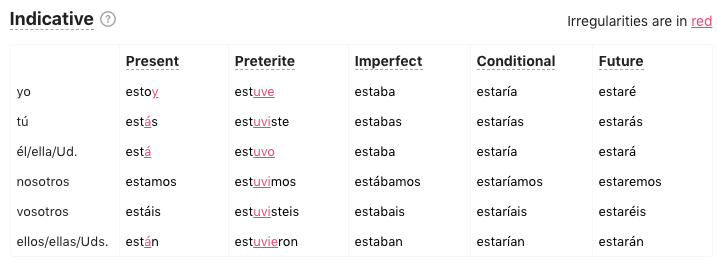 Indicative ?
Irregularities are in red
Present Preterite Imperfect Conditional Future
yo estoy estuve estaba estaría estaré
tú estás estuviste estabas estarías estarás
él/ella/Ud. está estuvo estaba estaría estará
nosotros estamos estuvimos estábamos estaríamos estaremos
vosotros estáis estuvisteis estabais estaríais estaréis
ellos/ellas/Uds. están estuvieron estaban estarían estarán